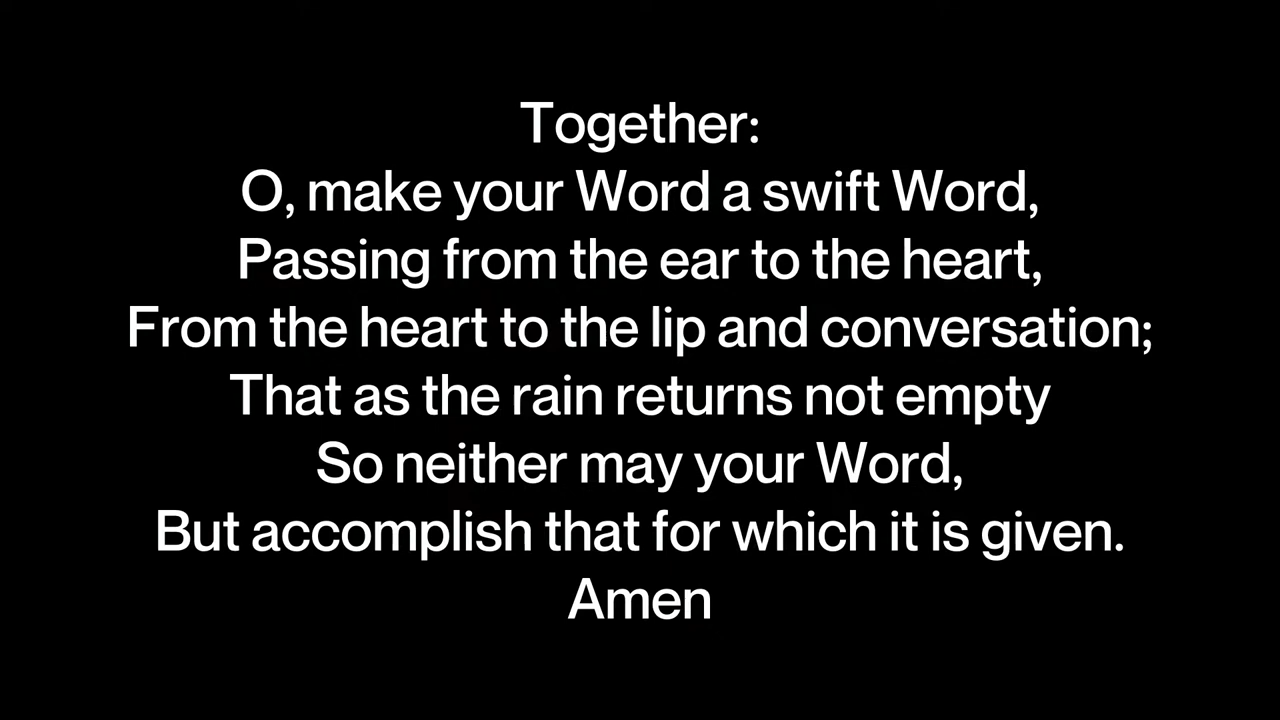 Together:
O, make your Word a swift Word,
Passing from the ear to the heart,
From the heart to the lip and conversation;
That as the rain returns not empty
So neither may your Word,
But accomplish that for which it is given.
Amen